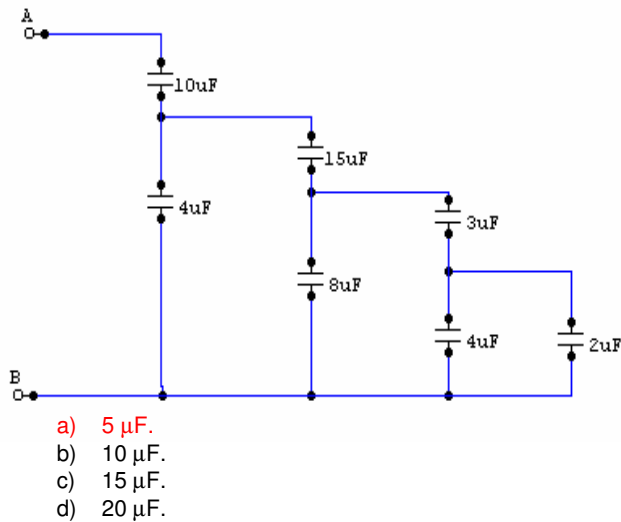 A
10uF
15uF
4uF
3uF
8uF
4uF
2uF
B
a) 5 µF.
b) 10 µF.
c) 15 µF.
d) 20 µF.